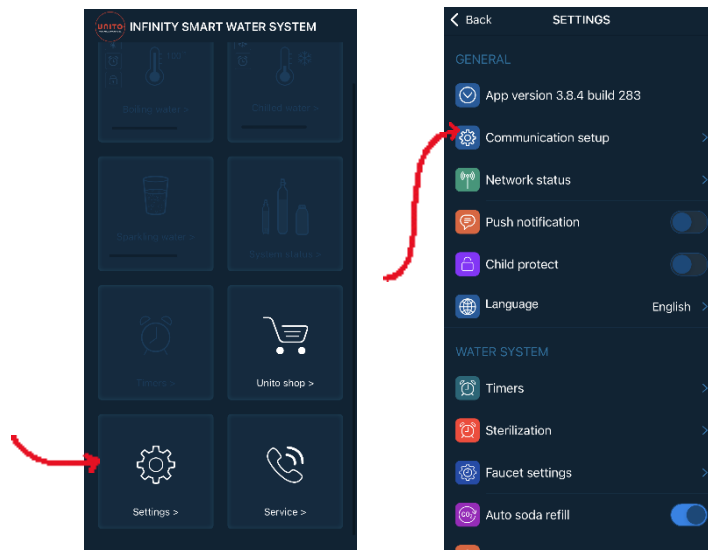 UNITO
INFINITY SMART WATER SYSTEM
100°
Boiling water >
Chilled water >
Sparkling water >
System status >
Timers >
Unito shop >
Settings >
Service >
Back
SETTINGS
GENERAL
App version 3.8.4 build 283
Communication setup
Network status
Push notification
Child protect
Language
English
WATER SYSTEM
Timers
Sterilization
Faucet settings
CO₂
Auto soda refill